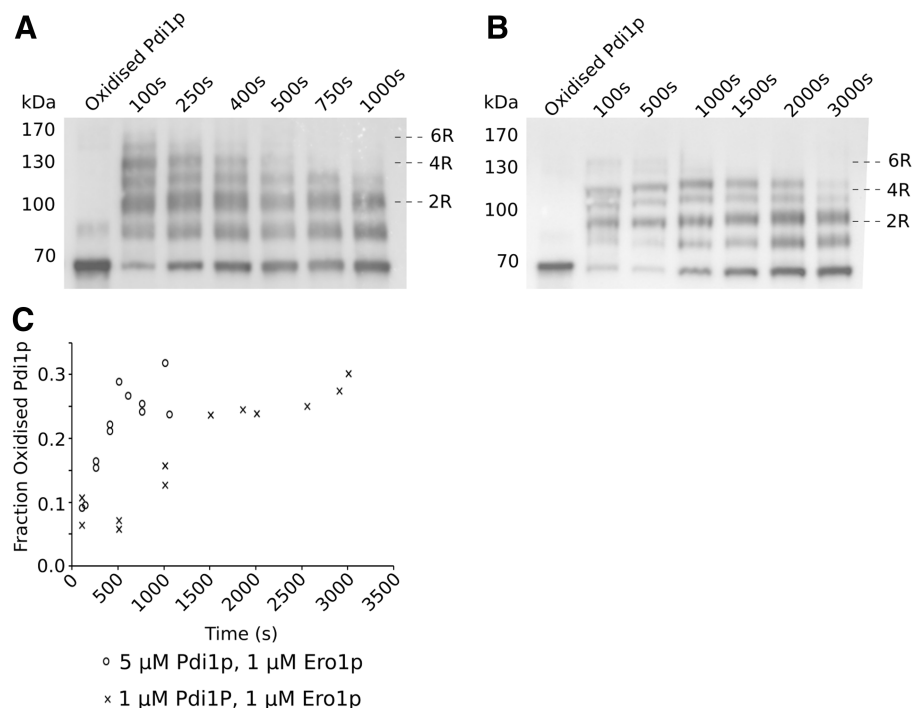 A
Oxidised Pdi1p
100s
250s
400s
500s
750s
1000s
kDa
170
130
100
70
6R
4R
2R
B
Oxidised Pdi1p
100s
500s
1000s
1500s
2000s
3000s
kDa
170
130
100
70
6R
4R
2R
C
Fraction Oxidised Pdi1p
0.3
0.2
0.1
0.0
0
500
1000
1500
2000
2500
3000
3500
Time (s)
5 µM Pdi1p, 1 µM Ero1p
1 µM Pdi1P, 1 µM Ero1p